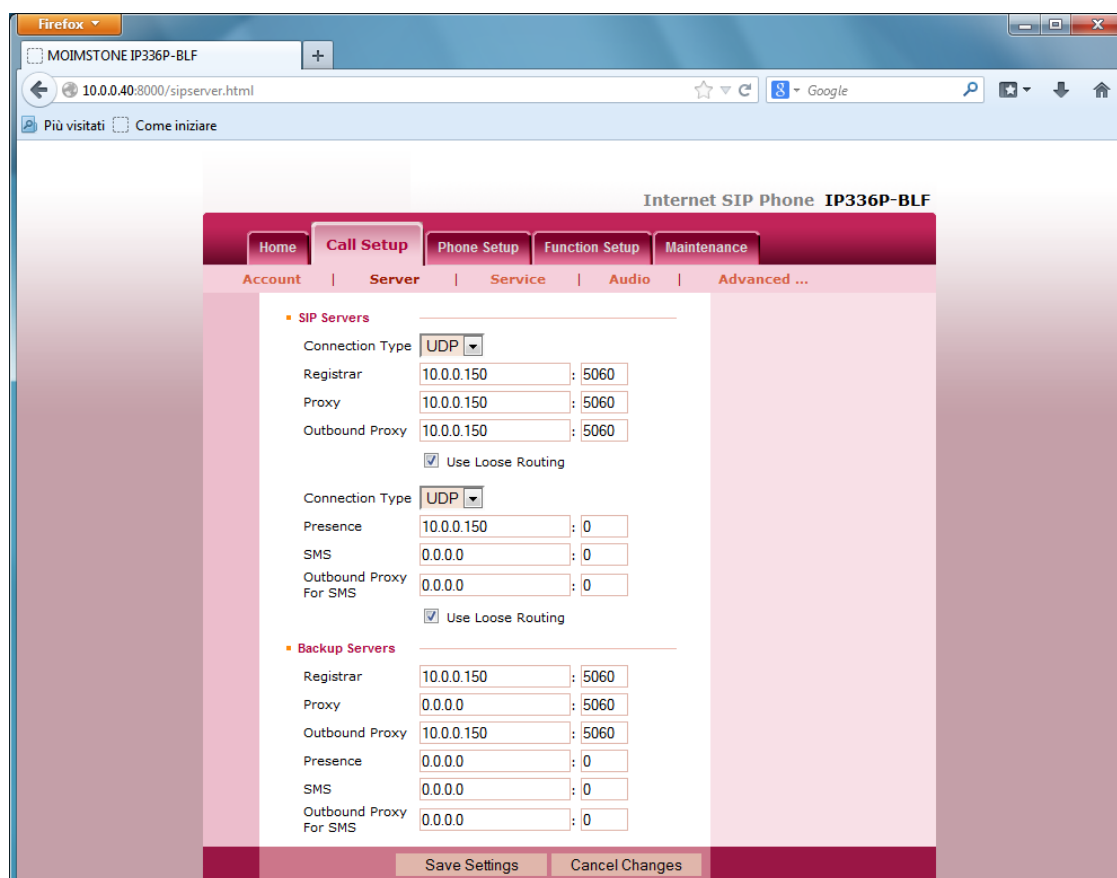 Firefox
MOIMSTONE IP336P-BLF
+
10.0.0.40:8000/sipserver.html
8 Google
Più visitati Come iniziare
Internet SIP Phone IP336P-BLF
Home Call Setup Phone Setup Function Setup Maintenance
Account | Server | Service | Audio | Advanced ...
SIP Servers
Connection Type UDP
Registrar 10.0.0.150 : 5060
Proxy 10.0.0.150 : 5060
Outbound Proxy 10.0.0.150 : 5060
Use Loose Routing
Connection Type UDP
Presence 10.0.0.150 : 0
SMS 0.0.0.0 : 0
Outbound Proxy
For SMS 0.0.0.0 : 0
Use Loose Routing
Backup Servers
Registrar 10.0.0.150 : 5060
Proxy 0.0.0.0 : 5060
Outbound Proxy 10.0.0.150 : 5060
Presence 0.0.0.0 : 0
SMS 0.0.0.0 : 0
Outbound Proxy
For SMS 0.0.0.0 : 0
Save Settings Cancel Changes